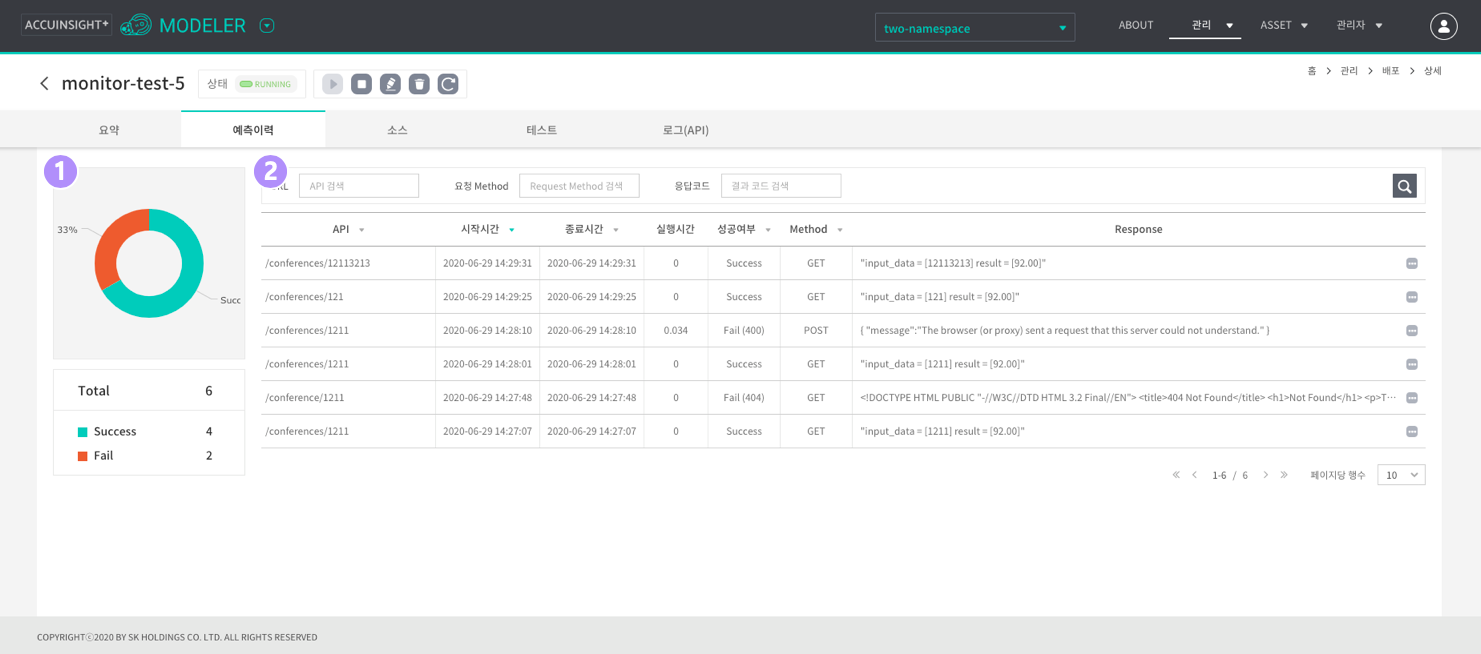 ACCUINSIGHT+ MODELER two-namespace ABOUT 관리 ASSET 관리자
monitor-test-5 상태 RUNNING 홈 > 관리 > 배포 > 상세
요약 예측이력 소스 테스트 로그(API)
1 2
URL API 검색 요청 Method Request Method 검색 응답코드 결과 코드 검색
33%
Succ
Total 6
Success 4
Fail 2
API 시작시간 종료시간 실행시간 성공여부 Method Response
/conferences/12113213 2020-06-29 14:29:31 2020-06-29 14:29:31 0 Success GET "input_data = [12113213] result = [92.00]"
/conferences/121 2020-06-29 14:29:25 2020-06-29 14:29:25 0 Success GET "input_data = [121] result = [92.00]"
/conferences/1211 2020-06-29 14:28:10 2020-06-29 14:28:10 0.034 Fail (400) POST { "message":"The browser (or proxy) sent a request that this server could not understand." }
/conferences/1211 2020-06-29 14:28:01 2020-06-29 14:28:01 0 Success GET "input_data = [1211] result = [92.00]"
/conference/1211 2020-06-29 14:27:48 2020-06-29 14:27:48 0 Fail (404) GET <!DOCTYPE HTML PUBLIC "-//W3C//DTD HTML 3.2 Final//EN"> <title>404 Not Found</title> <h1>Not Found</h1> <p>T...
/conferences/1211 2020-06-29 14:27:07 2020-06-29 14:27:07 0 Success GET "input_data = [1211] result = [92.00]"
1-6 / 6 페이지당 행수 10
COPYRIGHTⓒ2020 BY SK HOLDINGS CO. LTD. ALL RIGHTS RESERVED